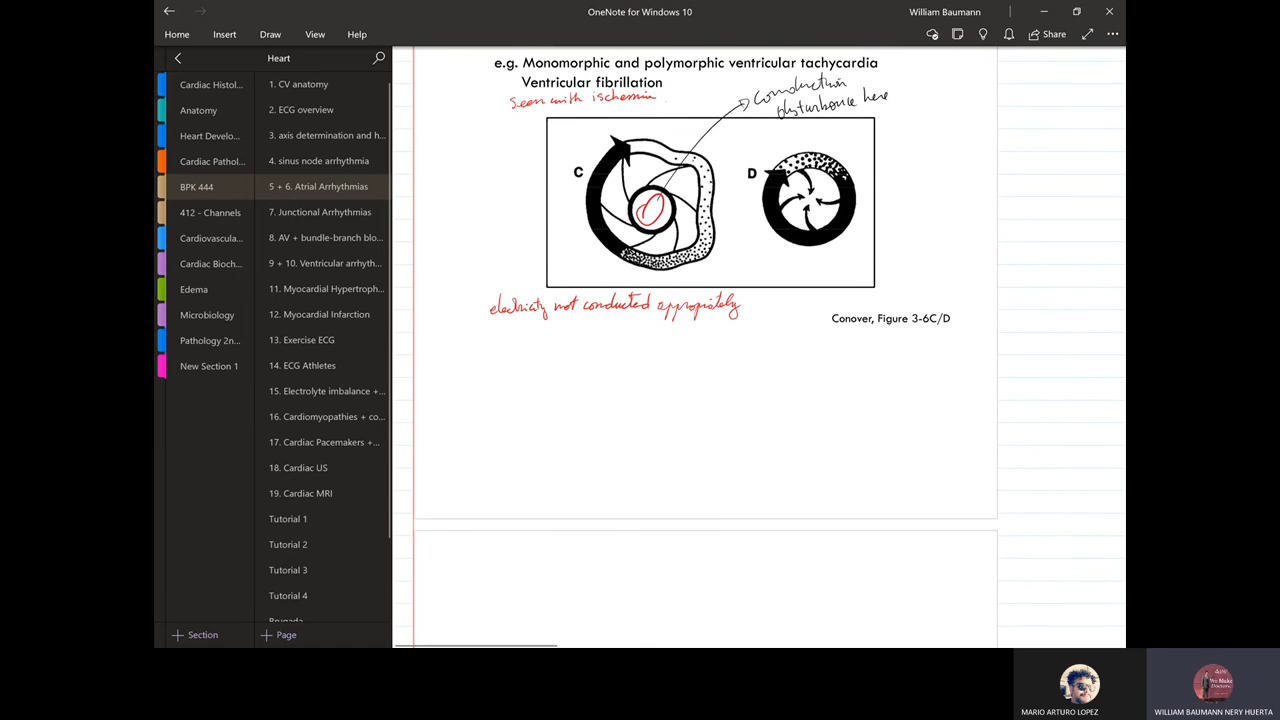 OneNote for Windows 10
William Baumann
Home
Insert
Draw
View
Help
Share
Heart
Cardiac Histol...
Anatomy
Heart Develo...
Cardiac Pathol...
BPK 444
412 - Channels
Cardiovascula...
Cardiac Bioch...
Edema
Microbiology
Pathology 2n...
New Section 1
1. CV anatomy
2. ECG overview
3. axis determination and h...
4. sinus node arrhythmia
5 + 6. Atrial Arrhythmias
7. Junctional Arrhythmias
8. AV + bundle-branch blo...
9 + 10. Ventricular arryth...
11. Myocardial Hypertroph...
12. Myocardial Infarction
13. Exercise ECG
14. ECG Athletes
15. Electrolyte imbalance +...
16. Cardiomyopathies + co...
17. Cardiac Pacemakers +...
18. Cardiac US
19. Cardiac MRI
Tutorial 1
Tutorial 2
Tutorial 3
Tutorial 4
Brugada
Section
Page
e.g. Monomorphic and polymorphic ventricular tachycardia
Ventricular fibrillation
Seen with ischemia
Conduction
disturbance here
C
D
electricity not conducted appropiately
Conover, Figure 3-6C/D
MARIO ARTURO LOPEZ
We Make
Doctors
WILLIAM BAUMANN NERY HUERTA